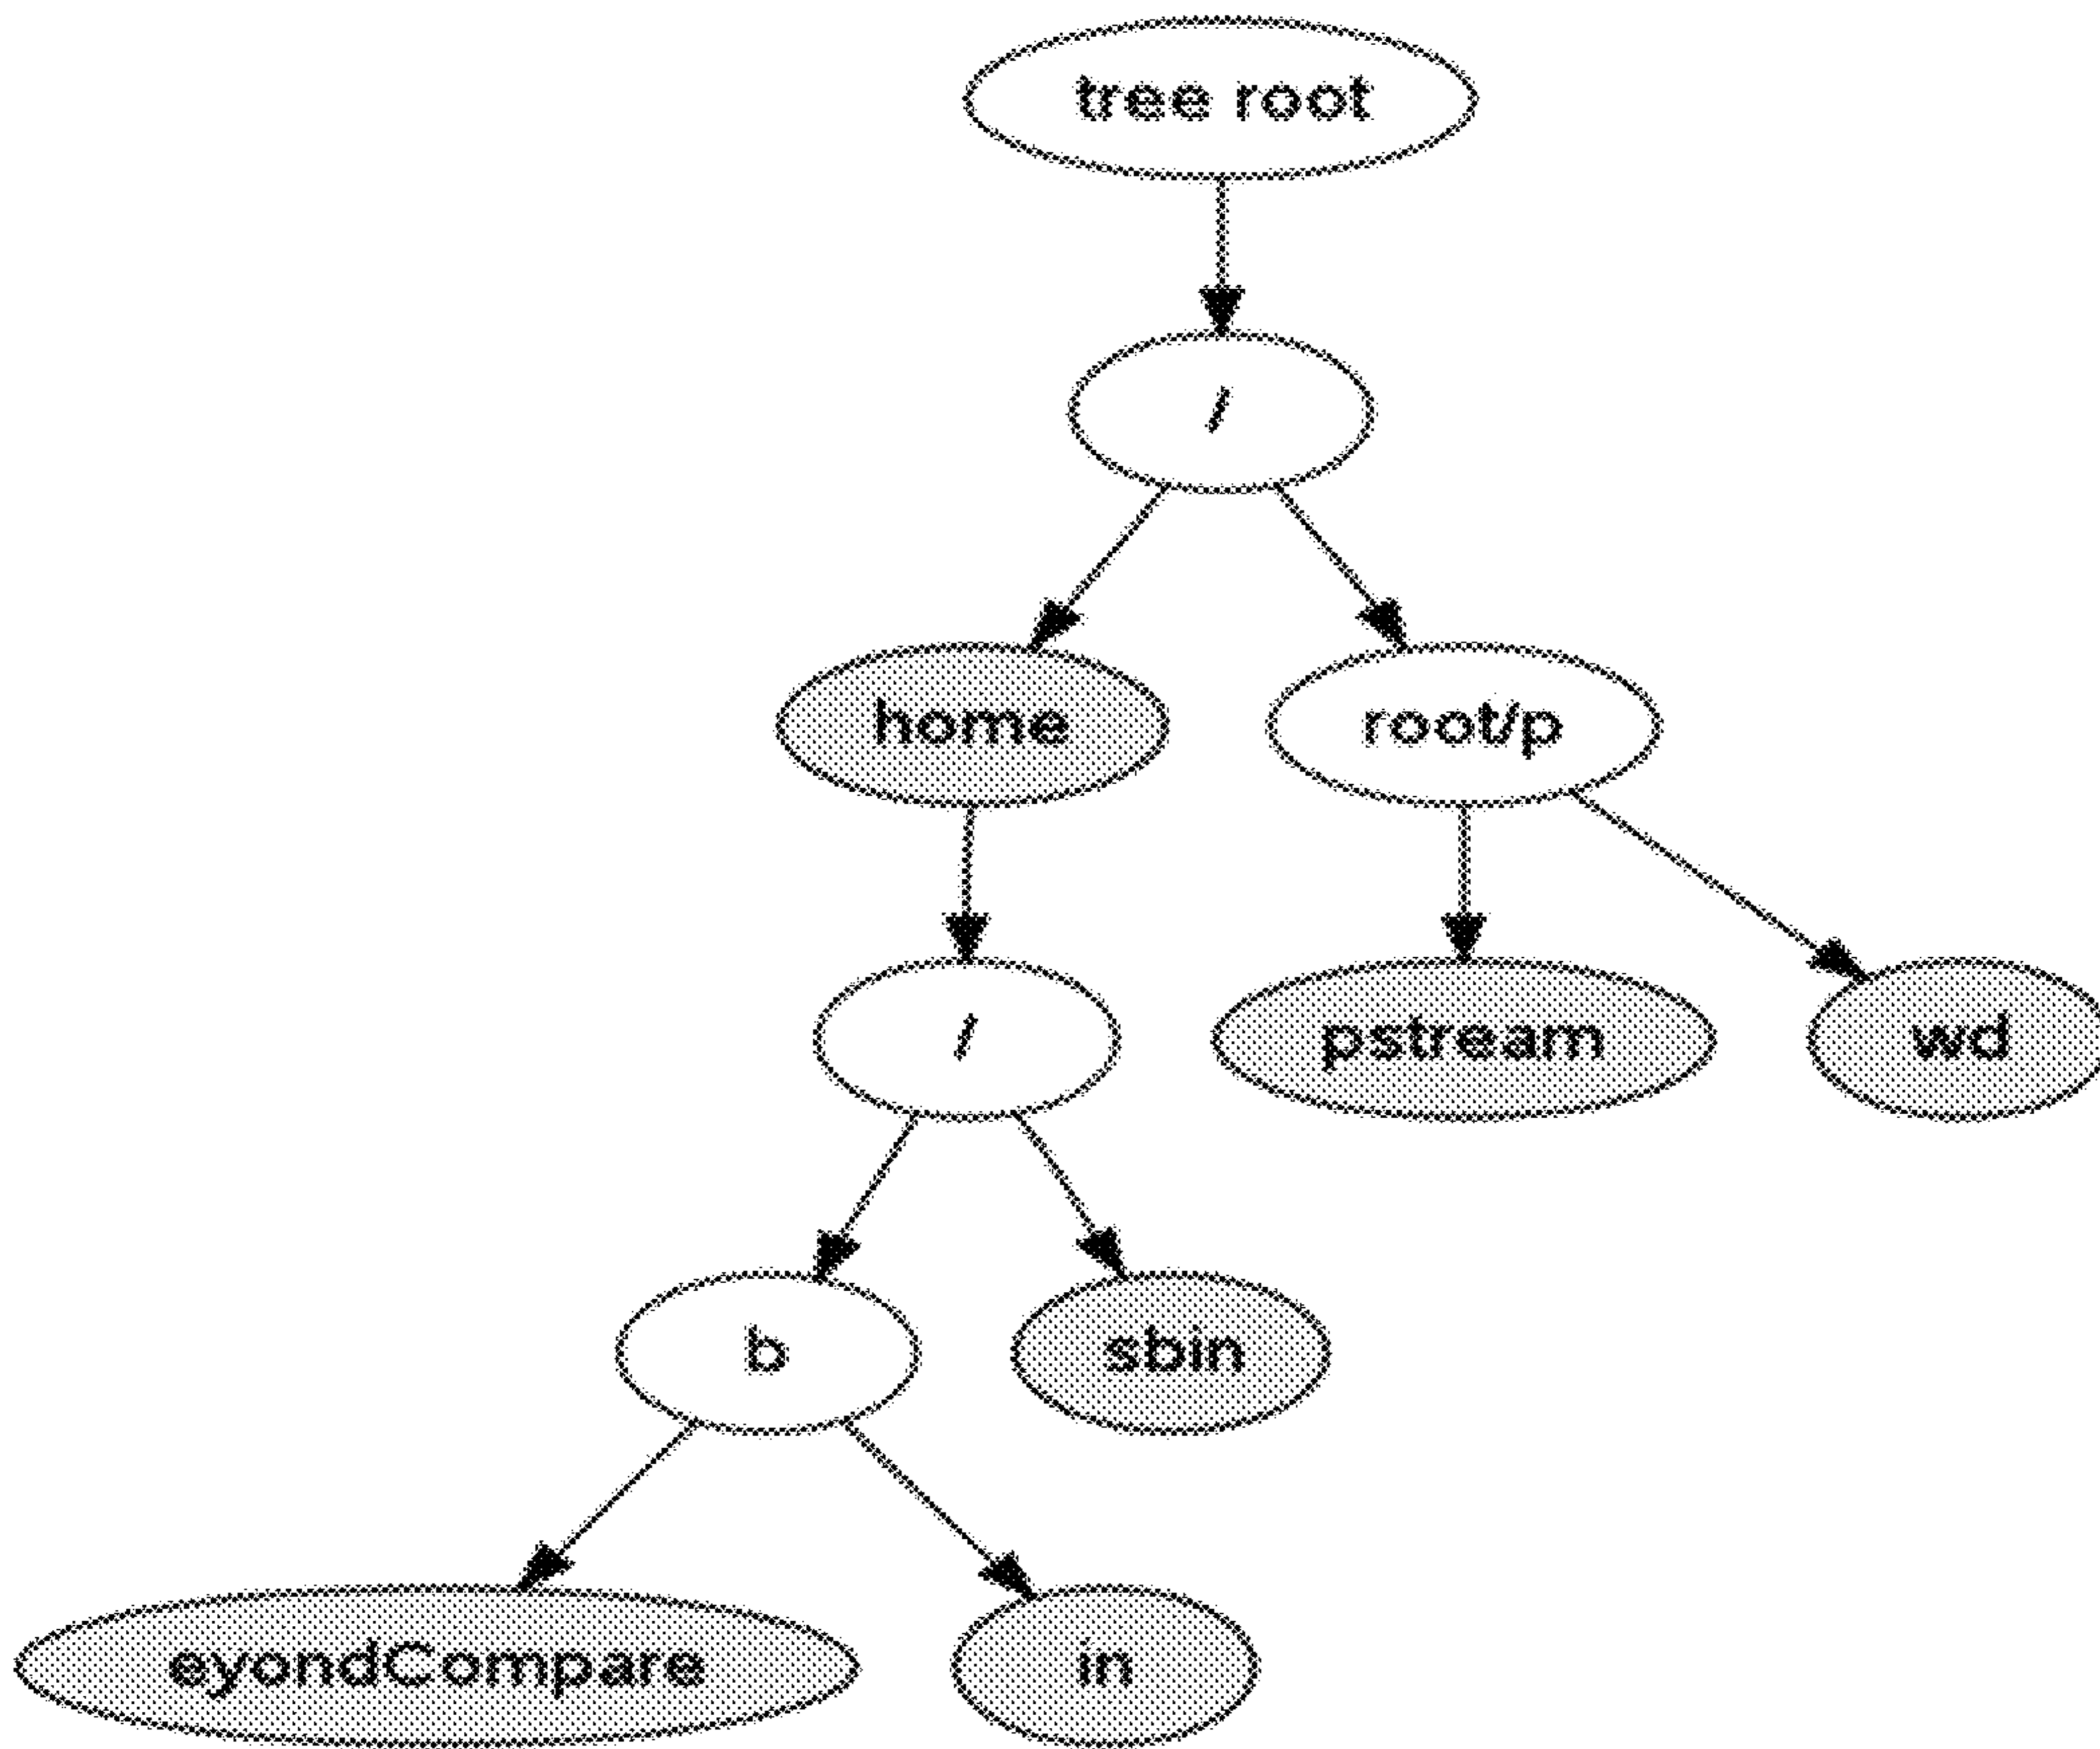 tree root
/
home root/p
/ pstream wd
b sbin
eyondCompare in